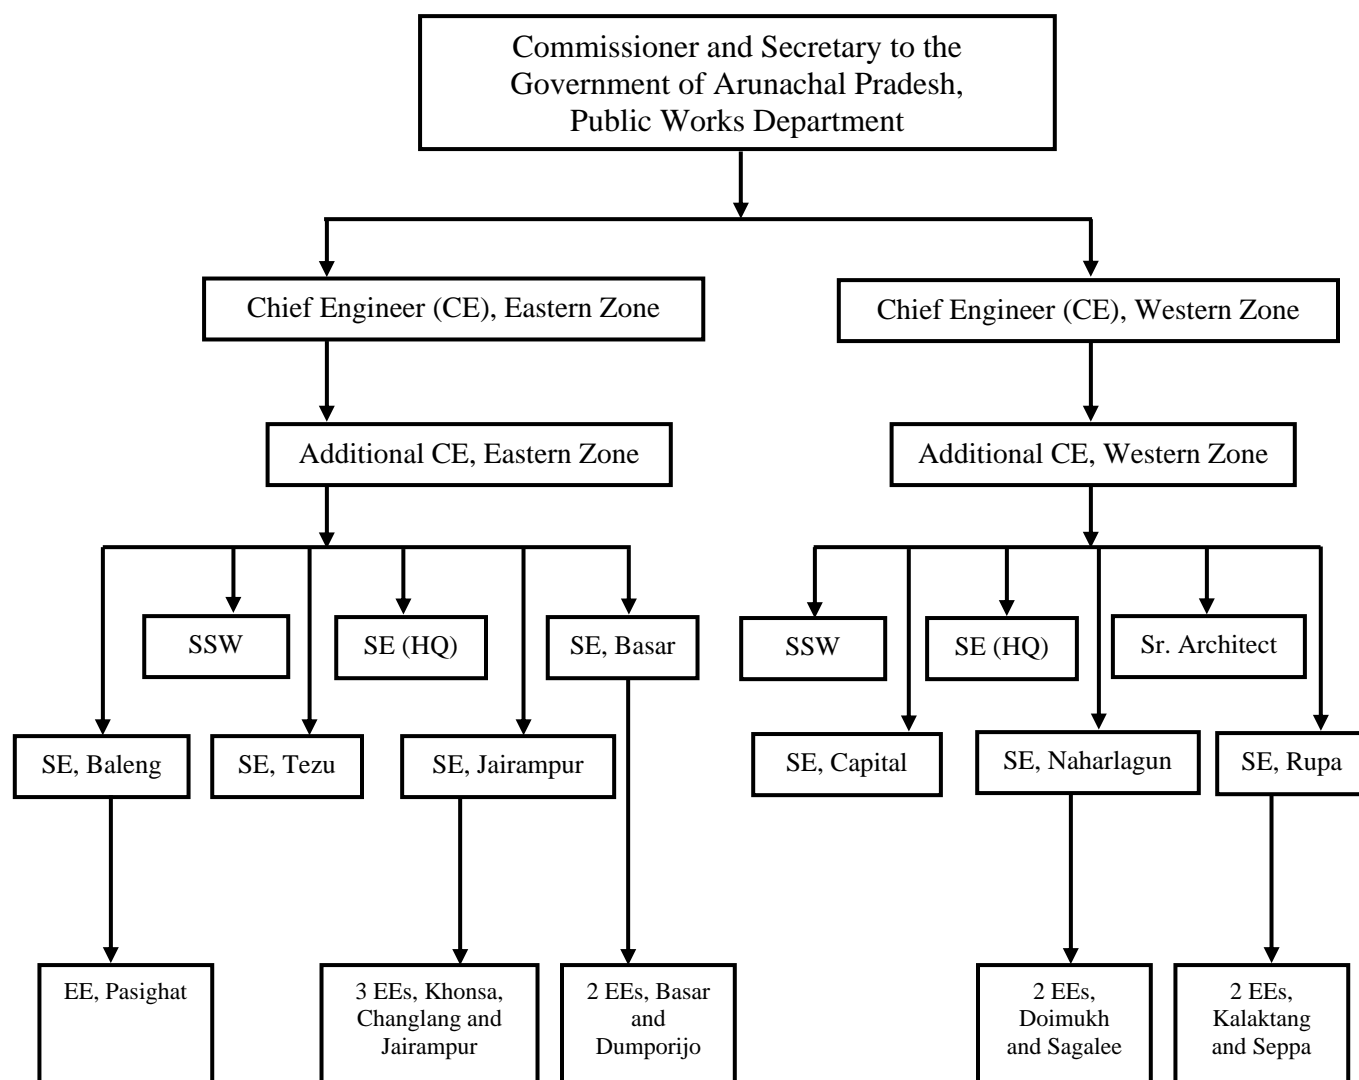 Commissioner and Secretary to the
Government of Arunachal Pradesh,
Public Works Department
Chief Engineer (CE), Eastern Zone
Chief Engineer (CE), Western Zone
Additional CE, Eastern Zone
Additional CE, Western Zone
SSW
SE (HQ)
SE, Basar
SSW
SE (HQ)
Sr. Architect
SE, Baleng
SE, Tezu
SE, Jairampur
SE, Capital
SE, Naharlagun
SE, Rupa
EE, Pasighat
3 EEs, Khonsa,
Changlang and
Jairampur
2 EEs, Basar
and
Dumporijo
2 EEs,
Doimukh
and Sagalee
2 EEs,
Kalaktang
and Seppa